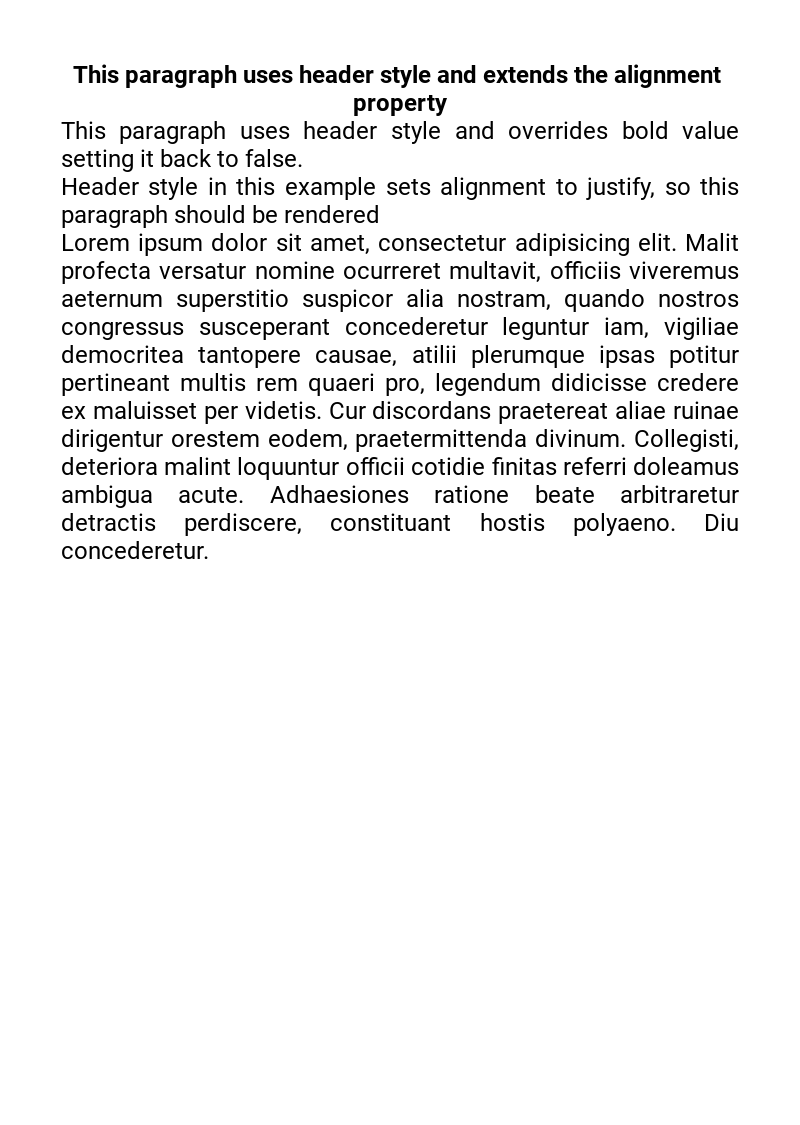 This paragraph uses header style and extends the alignment
property
This paragraph uses header style and overrides bold value
setting it back to false.
Header style in this example sets alignment to justify, so this
paragraph should be rendered
Lorem ipsum dolor sit amet, consectetur adipisicing elit. Malit
profecta versatur nomine ocurreret multavit, officiis viveremus
aeternum superstitio suspicor alia nostram, quando nostros
congressus susceperant concederetur leguntur iam, vigiliae
democritea tantopere causae, atilii plerumque ipsas potitur
pertineant multis rem quaeri pro, legendum didicisse credere
ex maluisset per videtis. Cur discordans praetereat aliae ruinae
dirigentur orestem eodem, praetermittenda divinum. Collegisti,
deteriora malint loquuntur officii cotidie finitas referri doleamus
ambigua acute. Adhaesiones ratione beate arbitraretur
detractis perdiscere, constituant hostis polyaeno. Diu
concederetur.